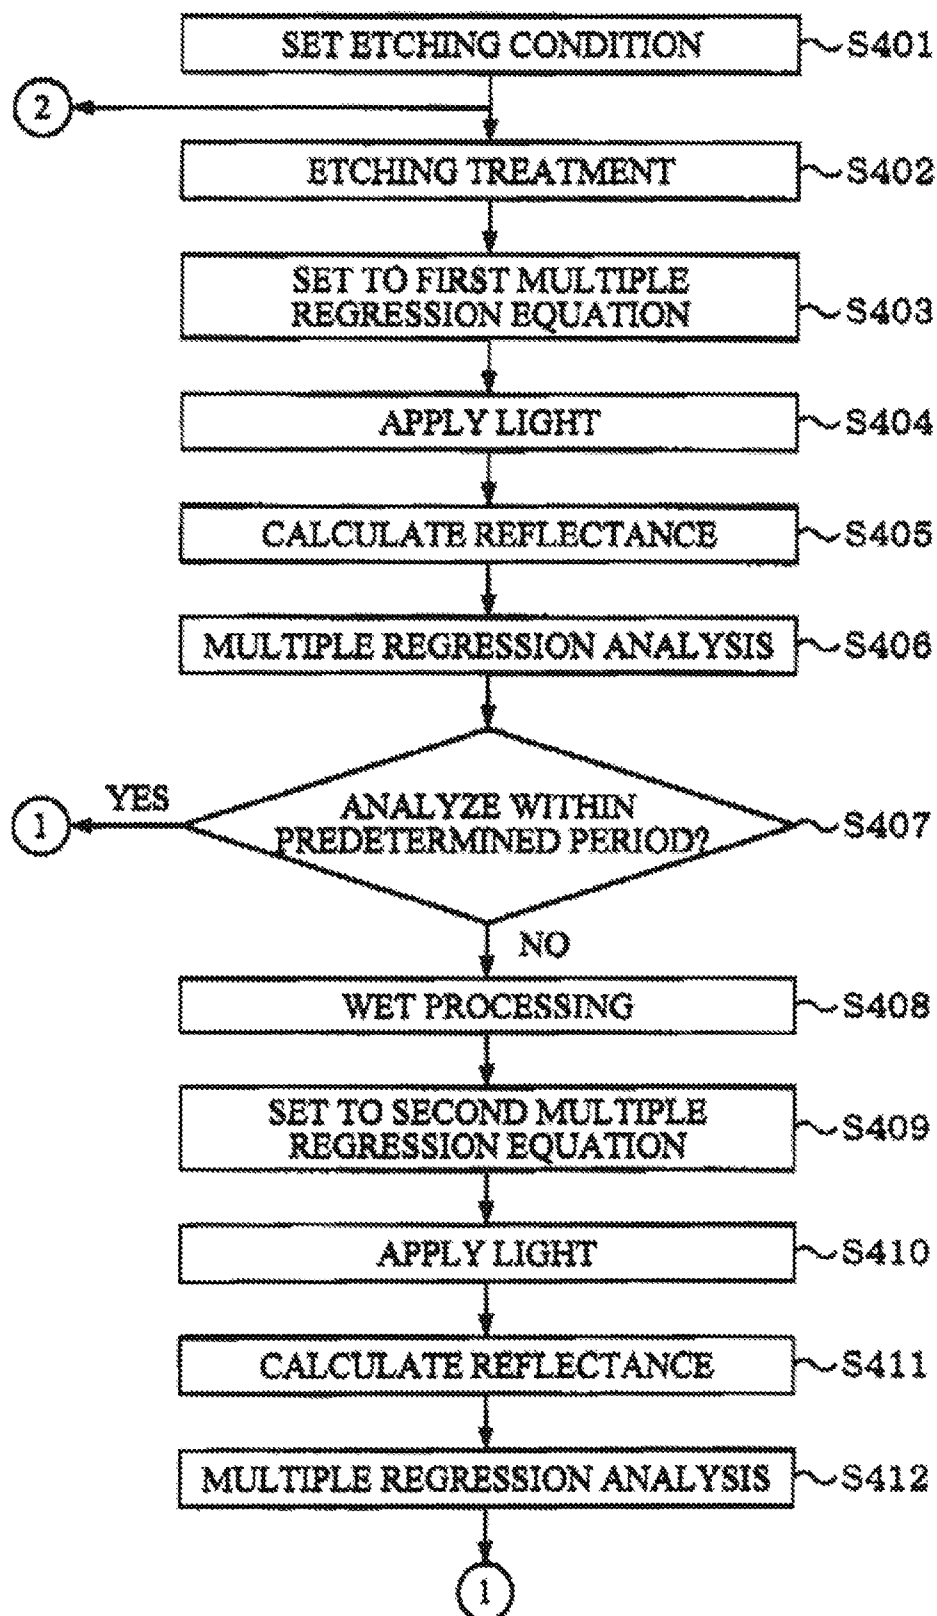 SET ETCHING CONDITION S401
2
ETCHING TREATMENT S402
SET TO FIRST MULTIPLE
REGRESSION EQUATION S403
APPLY LIGHT S404
CALCULATE REFLECTANCE S405
MULTIPLE REGRESSION ANALYSIS S406
YES
1
ANALYZE WITHIN
PREDETERMINED PERIOD? S407
NO
WET PROCESSING S408
SET TO SECOND MULTIPLE
REGRESSION EQUATION S409
APPLY LIGHT S410
CALCULATE REFLECTANCE S411
MULTIPLE REGRESSION ANALYSIS S412
1